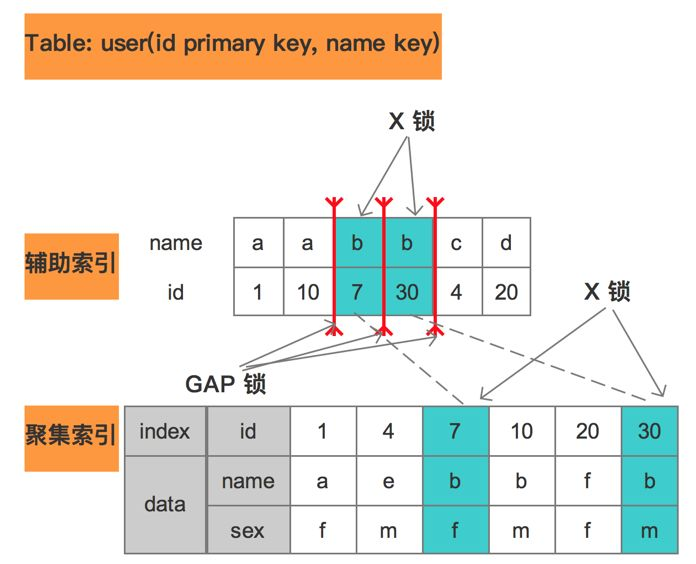 Table: user(id primary key, name key)
X 锁
name a a b b c d
辅助索引
id 1 10 7 30 4 20
X 锁
GAP 锁
聚集索引
index id 1 4 7 10 20 30
data
name a e b b f b
sex f m f m f m